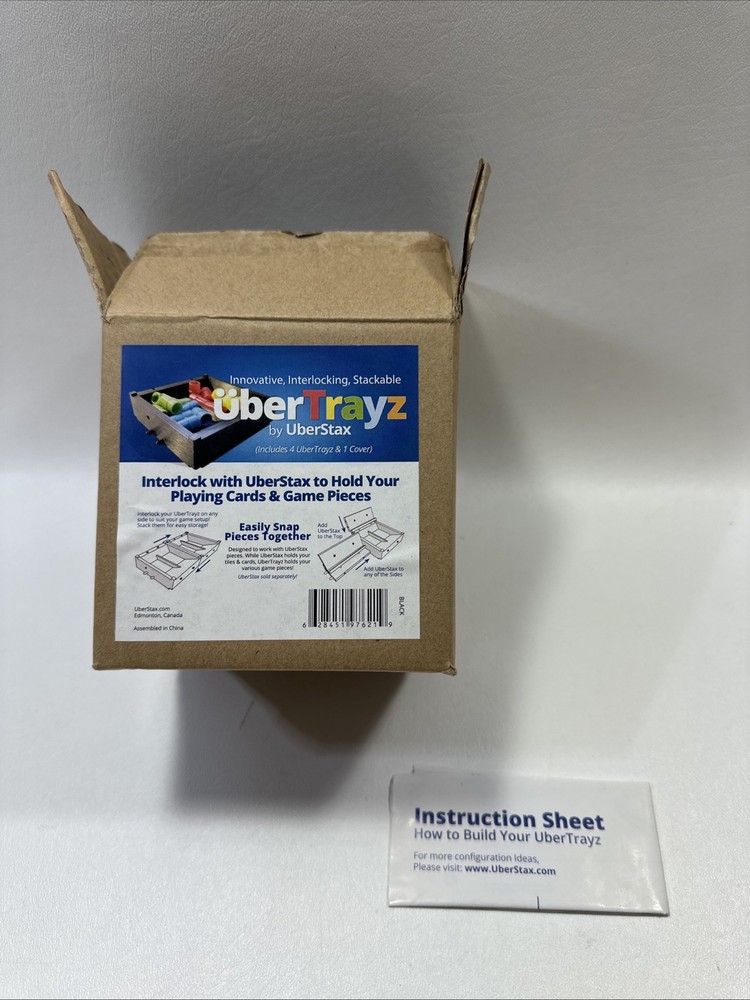 Innovative, Interlocking, Stackable
überTrayz
by UberStax
(Includes 4 UberTrayz & 1 Cover)
Interlock with UberStax to Hold Your
Playing Cards & Game Pieces
Interlock your UberTrayz on any
side to suit your game setup!
Stack them for easy storage!
Easily Snap
Pieces Together
Designed to work with UberStax
pieces. While UberStax holds your
tiles & cards, UberTrayz holds your
various game pieces!
UberStax sold separately!
Add
UberStax
to the Top
Add UberStax to
any of the Sides
UberStax.com
Edmonton, Canada
Assembled in China
BLACK
6 28451 97621 9
Instruction Sheet
How to Build Your UberTrayz
For more configuration ideas,
Please visit: www.UberStax.com